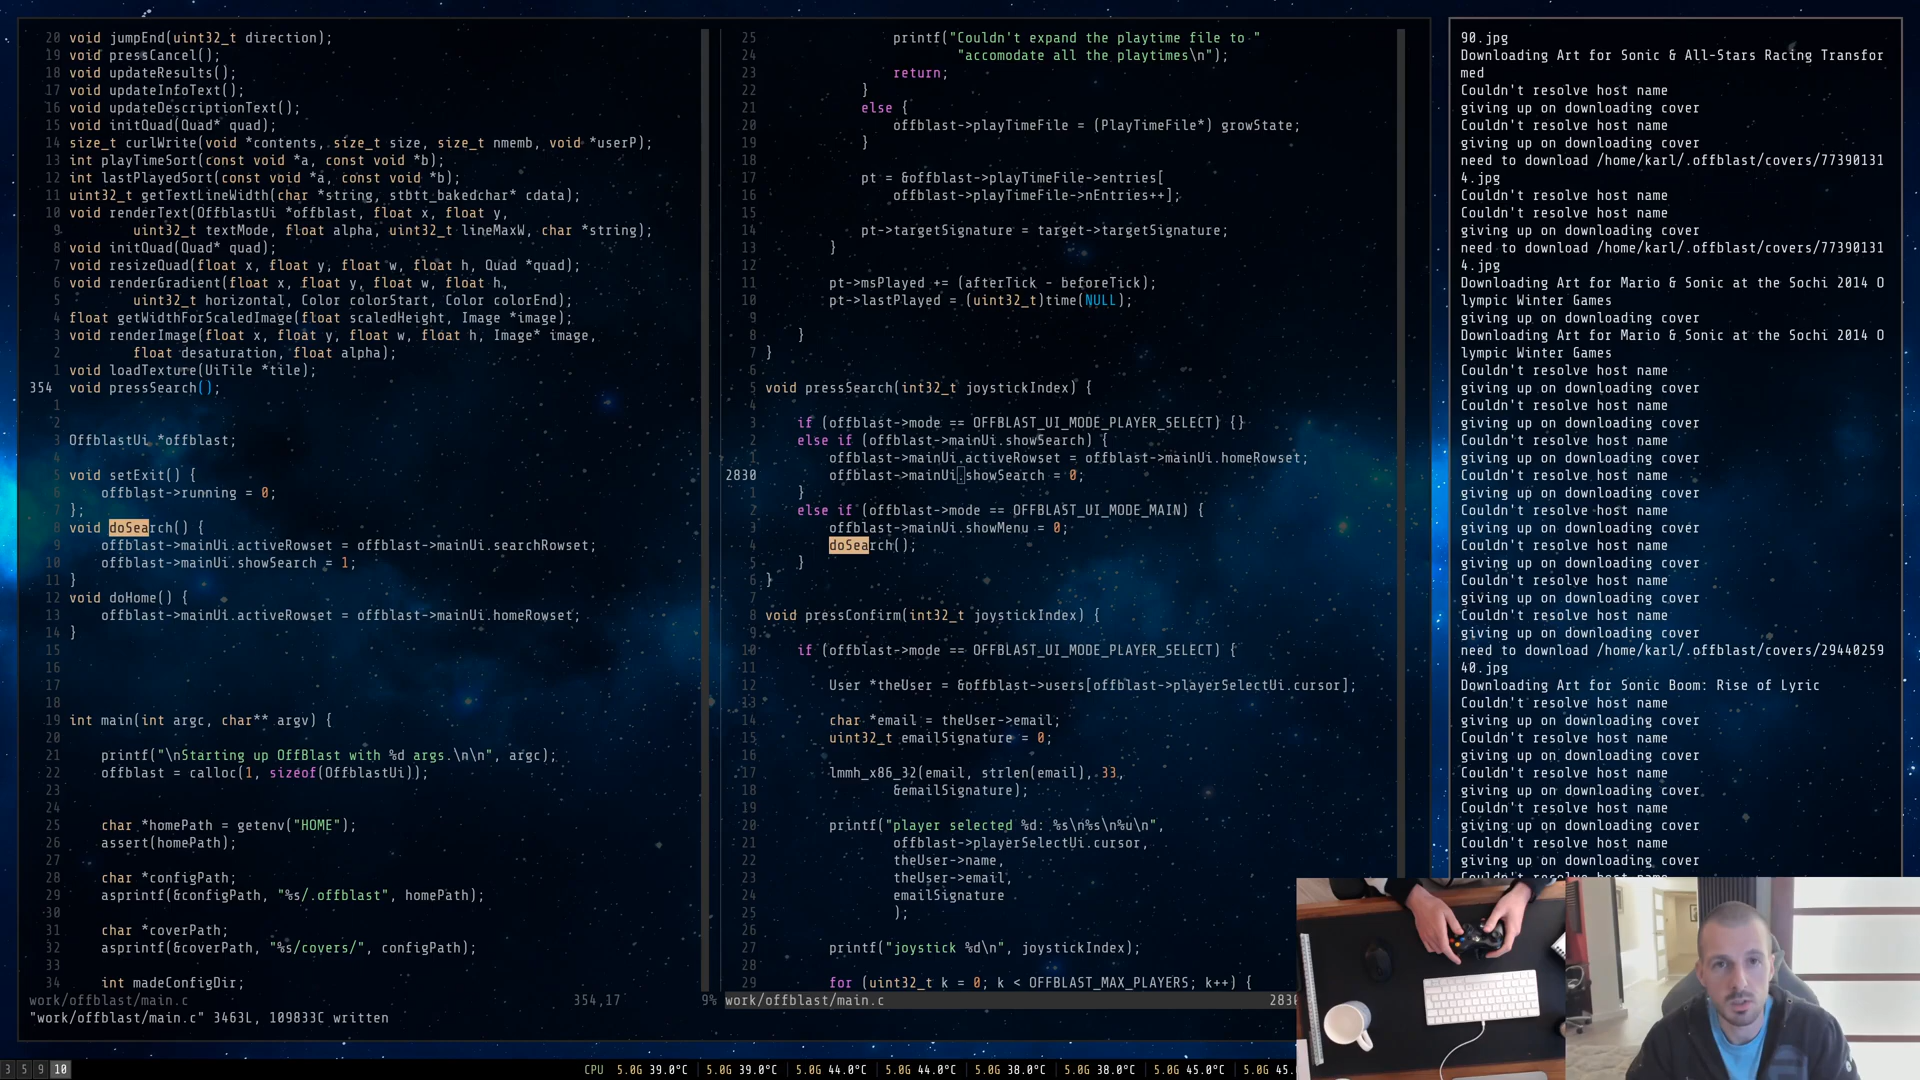 20 void jumpEnd(uint32_t direction);
19 void pressCancel();
18 void updateResults();
17 void updateInfoText();
16 void updateDescriptionText();
15 void initQuad(Quad* quad);
14 size_t curlWrite(void *contents, size_t size, size_t nmemb, void *userP);
13 int playTimeSort(const void *a, const void *b);
12 int lastPlayedSort(const void *a, const void *b);
11 uint32_t getTextLineWidth(char *string, stbtt_bakedchar* cdata);
10 void renderText(OffblastUi *offblast, float x, float y,
9 uint32_t textMode, float alpha, uint32_t lineMaxW, char *string);
8 void initQuad(Quad* quad);
7 void resizeQuad(float x, float y, float w, float h, Quad *quad);
6 void renderGradient(float x, float y, float w, float h,
5 uint32_t horizontal, Color colorStart, Color colorEnd);
4 float getWidthForScaledImage(float scaledHeight, Image *image);
3 void renderImage(float x, float y, float w, float h, Image* image,
2 float desaturation, float alpha);
1 void loadTexture(UiTile *tile);
354 void pressSearch();
1
2
3 OffblastUi *offblast;
4
5 void setExit() {
6 offblast->running = 0;
7 };
8 void doSearch() {
9 offblast->mainUi.activeRowset = offblast->mainUi.searchRowset;
10 offblast->mainUi.showSearch = 1;
11 }
12 void doHome() {
13 offblast->mainUi.activeRowset = offblast->mainUi.homeRowset;
14 }
15
16
17
18
19 int main(int argc, char** argv) {
20
21 printf("\nStarting up OffBlast with %d args.\n\n", argc);
22 offblast = calloc(1, sizeof(OffblastUi));
23
24
25 char *homePath = getenv("HOME");
26 assert(homePath);
27
28 char *configPath;
29 asprintf(&configPath, "%s/.offblast", homePath);
30
31 char *coverPath;
32 asprintf(&coverPath, "%s/covers/", configPath);
33
34 int madeConfigDir;
work/offblast/main.c 354,17 9%
"work/offblast/main.c" 3463L, 109833C written
25 printf("Couldn't expand the playtime file to "
24 "accomodate all the playtimes\n");
23 return;
22 }
21 else {
20 offblast->playTimeFile = (PlayTimeFile*) growState;
19 }
18
17 pt = &offblast->playTimeFile->entries[
16 offblast->playTimeFile->nEntries++];
15
14 pt->targetSignature = target->targetSignature;
13 }
12
11 pt->msPlayed += (afterTick - beforeTick);
10 pt->lastPlayed = (uint32_t)time(NULL);
9
8 }
7 }
6
5 void pressSearch(int32_t joystickIndex) {
4
3 if (offblast->mode == OFFBLAST_UI_MODE_PLAYER_SELECT) {}
2 else if (offblast->mainUi.showSearch) {
1 offblast->mainUi.activeRowset = offblast->mainUi.homeRowset;
2830 offblast->mainUi.showSearch = 0;
1 }
2 else if (offblast->mode == OFFBLAST_UI_MODE_MAIN) {
3 offblast->mainUi.showMenu = 0;
4 doSearch();
5 }
6 }
7
8 void pressConfirm(int32_t joystickIndex) {
9
10 if (offblast->mode == OFFBLAST_UI_MODE_PLAYER_SELECT) {
11
12 User *theUser = &offblast->users[offblast->playerSelectUi.cursor];
13
14 char *email = theUser->email;
15 uint32_t emailSignature = 0;
16
17 lmmh_x86_32(email, strlen(email), 33,
18 &emailSignature);
19
20 printf("player selected %d: %s\n%s\n%u\n",
21 offblast->playerSelectUi.cursor,
22 theUser->name,
23 theUser->email,
24 emailSignature
25 );
26
27 printf("joystick %d\n", joystickIndex);
28
29 for (uint32_t k = 0; k < OFFBLAST_MAX_PLAYERS; k++) {
work/offblast/main.c 2830
90.jpg
Downloading Art for Sonic & All-Stars Racing Transfor
med
Couldn't resolve host name
giving up on downloading cover
Couldn't resolve host name
giving up on downloading cover
need to download /home/karl/.offblast/covers/77390131
4.jpg
Couldn't resolve host name
Couldn't resolve host name
giving up on downloading cover
need to download /home/karl/.offblast/covers/77390131
4.jpg
Downloading Art for Mario & Sonic at the Sochi 2014 O
lympic Winter Games
giving up on downloading cover
Downloading Art for Mario & Sonic at the Sochi 2014 O
lympic Winter Games
Couldn't resolve host name
giving up on downloading cover
Couldn't resolve host name
giving up on downloading cover
Couldn't resolve host name
giving up on downloading cover
Couldn't resolve host name
giving up on downloading cover
Couldn't resolve host name
giving up on downloading cover
Couldn't resolve host name
giving up on downloading cover
Couldn't resolve host name
giving up on downloading cover
Couldn't resolve host name
giving up on downloading cover
need to download /home/karl/.offblast/covers/29440259
40.jpg
Downloading Art for Sonic Boom: Rise of Lyric
Couldn't resolve host name
giving up on downloading cover
Couldn't resolve host name
giving up on downloading cover
Couldn't resolve host name
giving up on downloading cover
Couldn't resolve host name
giving up on downloading cover
Couldn't resolve host name
giving up on downloading cover
Couldn't resolve host name
3 5 9 10 CPU 5.0G 39.0°C 5.0G 39.0°C 5.0G 44.0°C 5.0G 44.0°C 5.0G 38.0°C 5.0G 38.0°C 5.0G 45.0°C 5.0G 45.